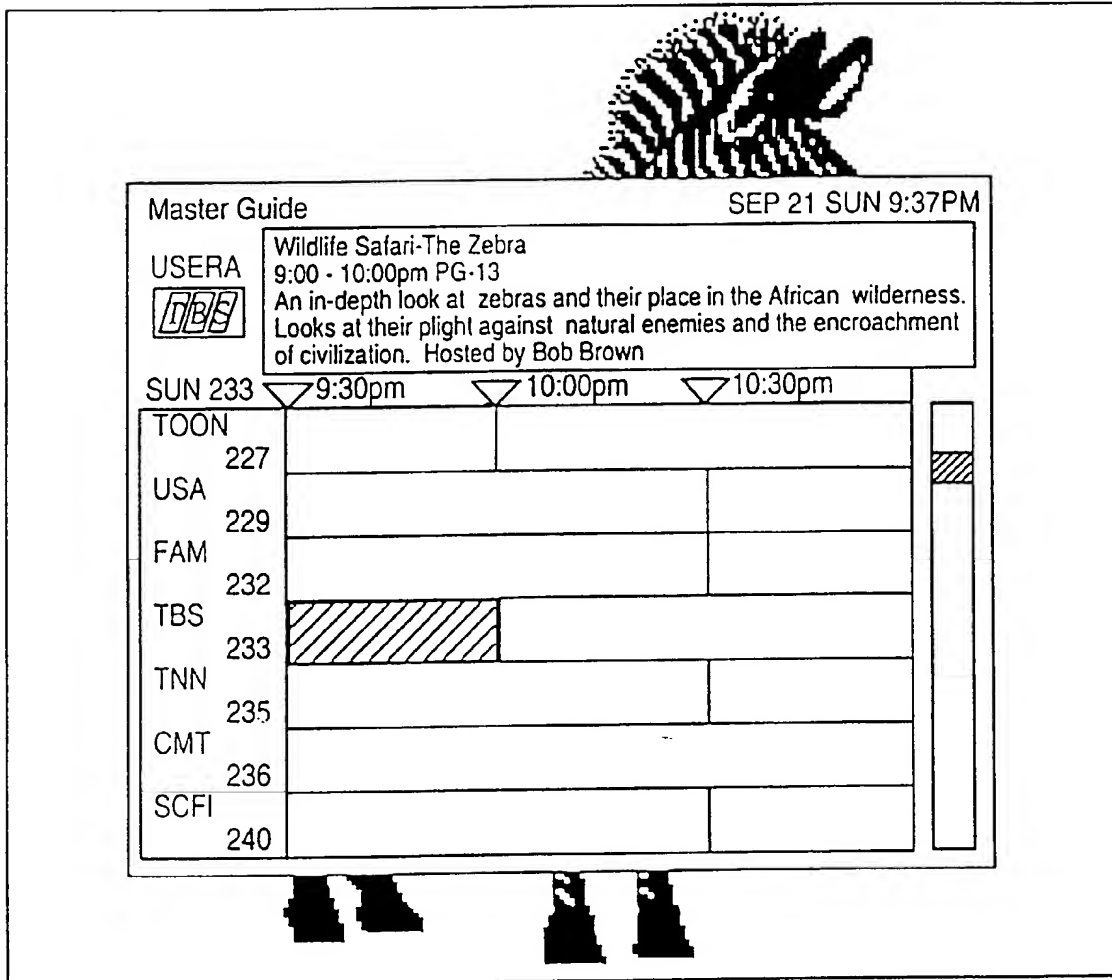 Master Guide SEP 21 SUN 9:37PM
USERA
DBS
Wildlife Safari-The Zebra
9:00 - 10:00pm PG-13
An in-depth look at zebras and their place in the African wilderness.
Looks at their plight against natural enemies and the encroachment
of civilization. Hosted by Bob Brown
SUN 233 9:30pm 10:00pm 10:30pm
TOON
227
USA
229
FAM
232
TBS
233
TNN
235
CMT
236
SCFI
240